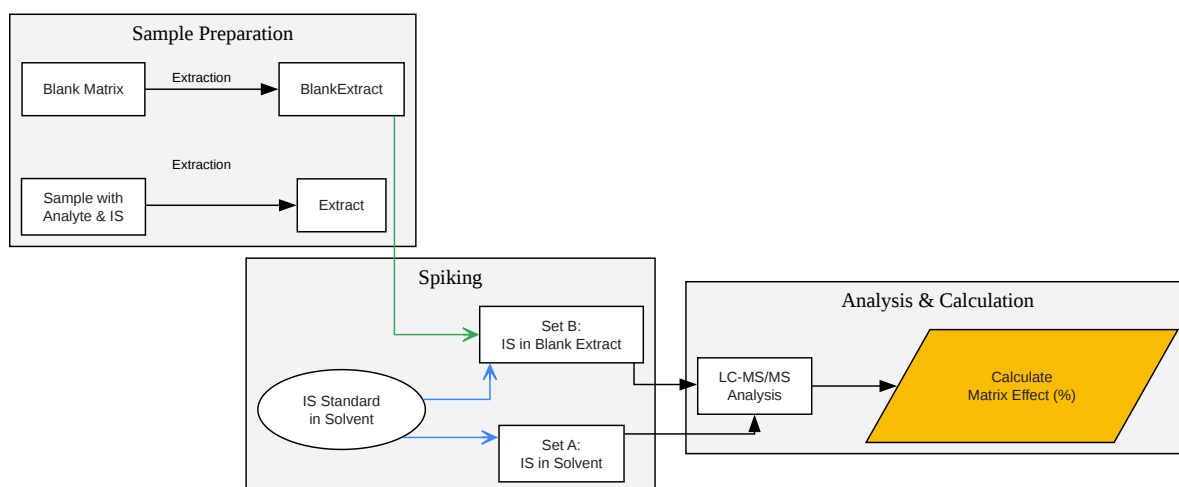 Sample Preparation
Blank Matrix
Extraction
BlankExtract
Extraction
Sample with
Analyte & IS
Extract
Spiking
Set B:
IS in Blank Extract
IS Standard
in Solvent
Set A:
IS in Solvent
Analysis & Calculation
LC-MS/MS
Analysis
Calculate
Matrix Effect (%)